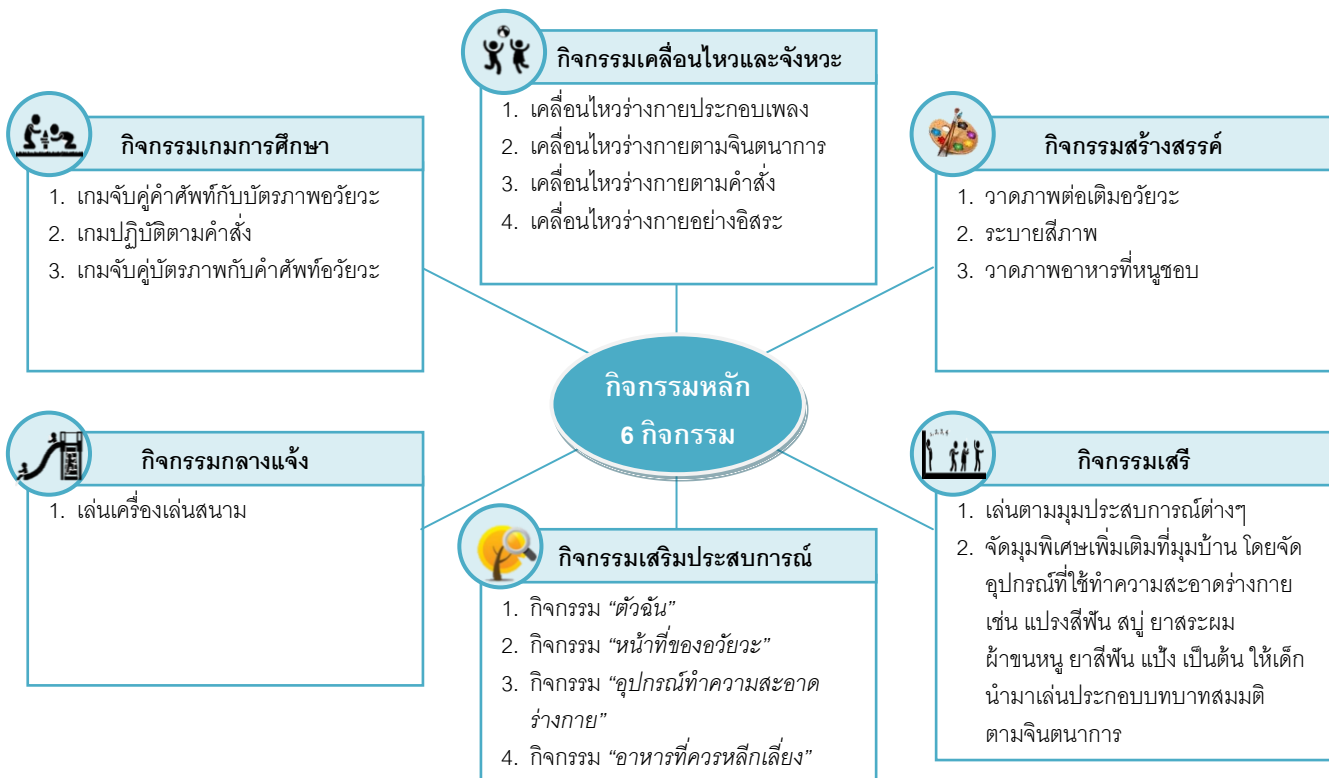 กิจกรรมเคลื่อนไหวและจังหวะ
1. เคลื่อนไหวร่างกายประกอบเพลง
2. เคลื่อนไหวร่างกายตามจินตนาการ
3. เคลื่อนไหวร่างกายตามคำสั่ง
4. เคลื่อนไหวร่างกายอย่างอิสระ
กิจกรรมเกมการศึกษา
1. เกมจับคู่คำศัพท์กับบัตรภาพอวัยวะ
2. เกมปฏิบัติตามคำสั่ง
3. เกมจับคู่บัตรภาพกับคำศัพท์อวัยวะ
กิจกรรมสร้างสรรค์
1. วาดภาพต่อเติมอวัยวะ
2. ระบายสีภาพ
3. วาดภาพอาหารที่หนูชอบ
กิจกรรมหลัก
6 กิจกรรม
กิจกรรมกลางแจ้ง
1. เล่นเครื่องเล่นสนาม
กิจกรรมเสริมประสบการณ์
1. กิจกรรม “ตัวฉัน”
2. กิจกรรม “หน้าที่ของอวัยวะ”
3. กิจกรรม “อุปกรณ์ทำความสะอาด
ร่างกาย”
4. กิจกรรม “อาหารที่ควรหลีกเลี่ยง”
กิจกรรมเสรี
1. เล่นตามมุมประสบการณ์ต่างๆ
2. จัดมุมพิเศษเพิ่มเติมที่มุมบ้าน โดยจัด
อุปกรณ์ที่ใช้ทำความสะอาดร่างกาย
เช่น แปรงสีฟัน สบู่ ยาสระผม
ผ้าขนหนู ยาสีฟัน แป้ง เป็นต้น ให้เด็ก
นำมาเล่นประกอบบทบาทสมมติ
ตามจินตนาการ